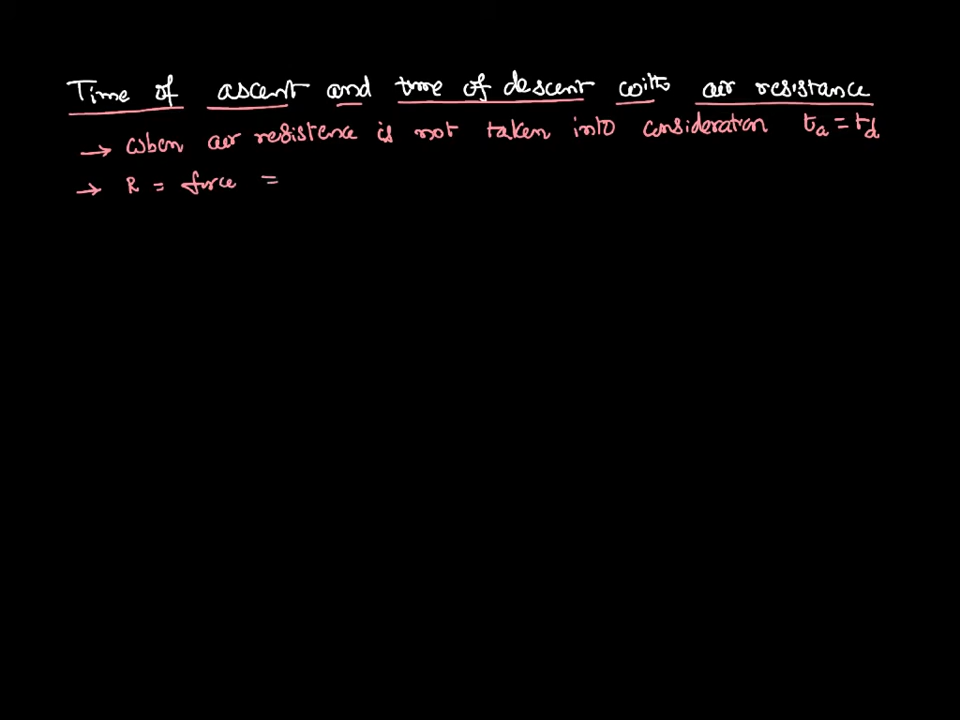 Time of ascent and time of descent with air resistance
→ when air resistence is not taken into consideration ta = td
→ R = force =